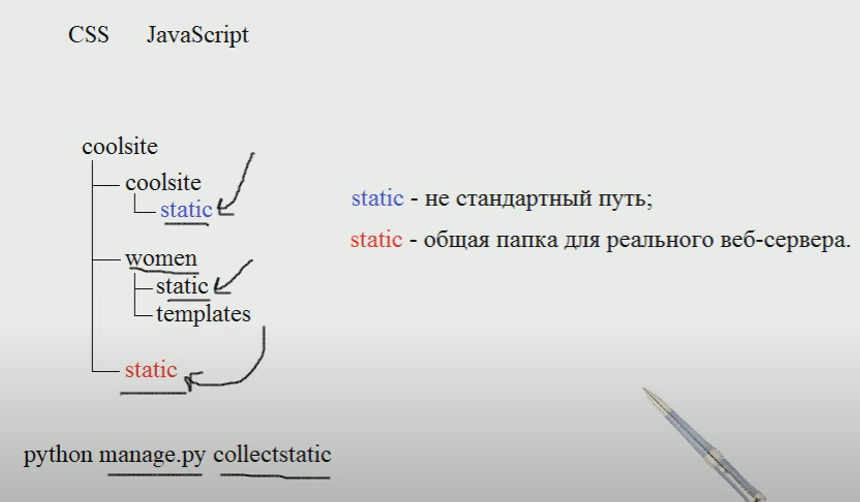 CSS JavaScript
coolsite
coolsite
static
static - не стандартный путь;
static - общая папка для реального веб-сервера.
women
static
templates
static
python manage.py collectstatic